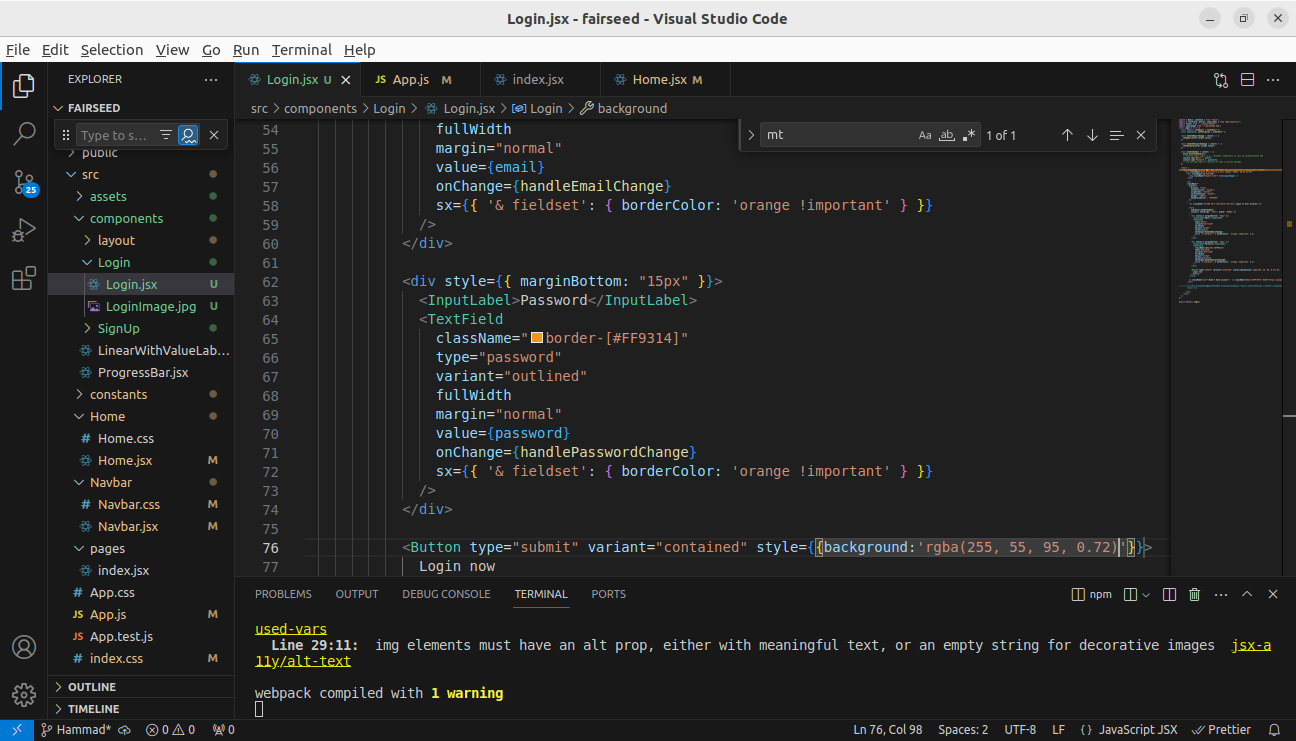 Login.jsx - fairseed - Visual Studio Code
File Edit Selection View Go Run Terminal Help
EXPLORER
Login.jsx U
JS App.js M
index.jsx
Home.jsx M
FAIRSEED
src > components > Login > Login.jsx > Login > background
Type to s...
mt
Aa ab .*
1 of 1
public
src
assets
components
layout
Login
Login.jsx U
LoginImage.jpg U
SignUp
LinearWithValueLab...
ProgressBar.jsx
constants
Home
# Home.css
Home.jsx M
Navbar
# Navbar.css M
Navbar.jsx M
pages
index.jsx
# App.css
JS App.js M
JS App.test.js
# index.css M
OUTLINE
TIMELINE
25
54 fullWidth
55 margin="normal"
56 value={email}
57 onChange={handleEmailChange}
58 sx={{ '& fieldset': { borderColor: 'orange !important' } }}
59 />
60 </div>
61
62 <div style={{ marginBottom: "15px" }}>
63 <InputLabel>Password</InputLabel>
64 <TextField
65 className="border-[#FF9314]"
66 type="password"
67 variant="outlined"
68 fullWidth
69 margin="normal"
70 value={password}
71 onChange={handlePasswordChange}
72 sx={{ '& fieldset': { borderColor: 'orange !important' } }}
73 />
74 </div>
75
76 <Button type="submit" variant="contained" style={{background:'rgba(255, 55, 95, 0.72)'}}>
77 Login now
PROBLEMS OUTPUT DEBUG CONSOLE TERMINAL PORTS
npm
used-vars
Line 29:11: img elements must have an alt prop, either with meaningful text, or an empty string for decorative images jsx-a
11y/alt-text
webpack compiled with 1 warning
Hammad* 0 0 0 Ln 76, Col 98 Spaces: 2 UTF-8 LF {} JavaScript JSX Prettier